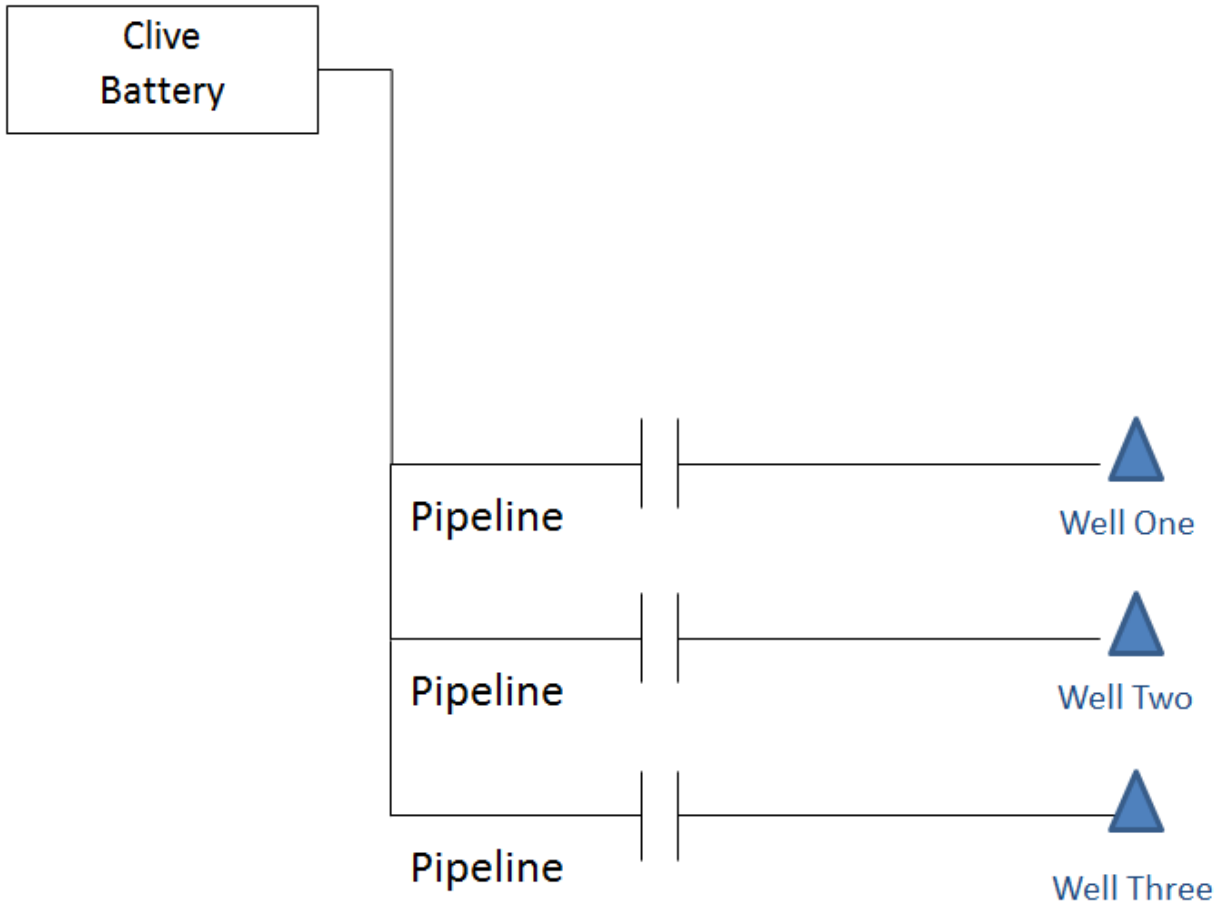 Clive
Battery
Pipeline
Well One
Pipeline
Well Two
Pipeline
Well Three